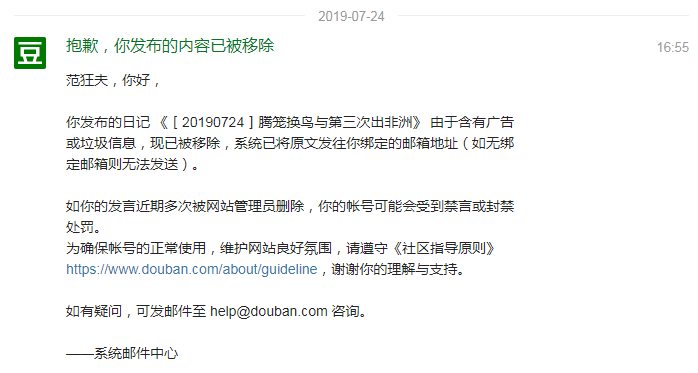 2019-07-24
豆
抱歉，你发布的内容已被移除
16:55
范狂夫，你好，
你发布的日记 《［20190724］腾笼换鸟与第三次出非洲》 由于含有广告
或垃圾信息，现已被移除，系统已将原文发往你绑定的邮箱地址（如无绑
定邮箱则无法发送）。
如你的发言近期多次被网站管理员删除，你的帐号可能会受到禁言或封禁
处罚。
为确保帐号的正常使用，维护网站良好氛围，请遵守《社区指导原则》
https://www.douban.com/about/guideline，谢谢你的理解与支持。
如有疑问，可发邮件至 help@douban.com 咨询。
——系统邮件中心